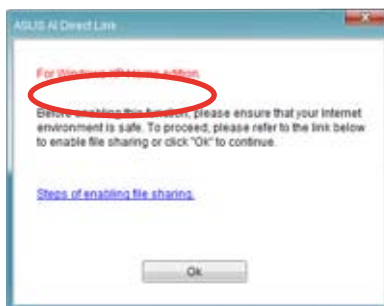 ASUS AI Direct Link
For Windows XP Home edition
Before enabling this function, please ensure that your Internet
environment is safe. To proceed, please refer to the link below
to enable file sharing or click "Ok" to continue.
Steps of enabling file sharing.
Ok